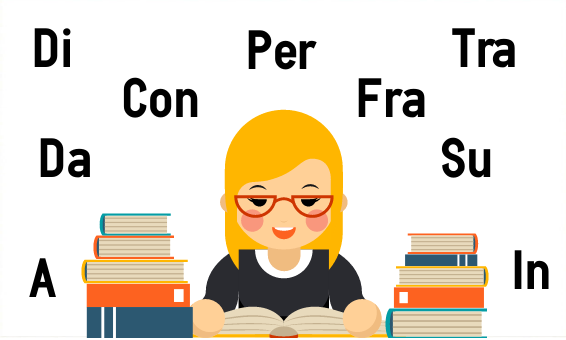 Di Per Tra
Con Fra
Da Su
A In